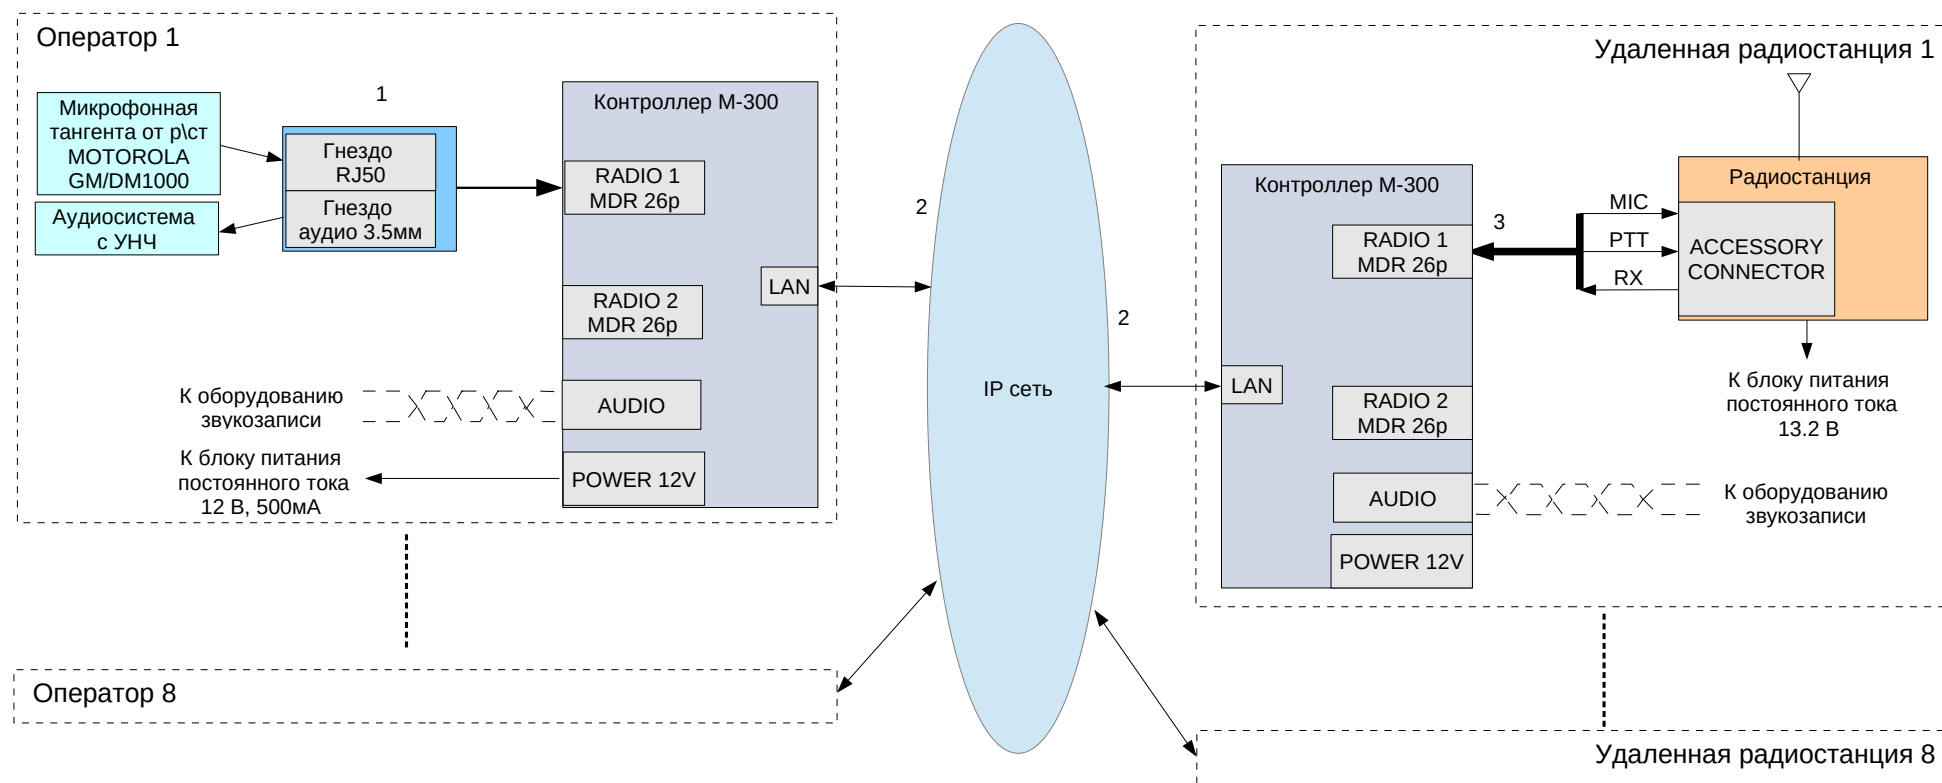 Оператор 1
Микрофонная
тангента от р\ст
MOTOROLA
GM/DM1000
Аудиосистема
с УНЧ
1
Гнездо
RJ50
Гнездо
аудио 3.5мм
Контроллер М-300
RADIO 1
MDR 26p
RADIO 2
MDR 26p
LAN
AUDIO
POWER 12V
К оборудованию
звукозаписи
К блоку питания
постоянного тока
12 В, 500мА
Оператор 8
2
IP сеть
2
Удаленная радиостанция 1
Контроллер М-300
RADIO 1
MDR 26p
LAN
RADIO 2
MDR 26p
AUDIO
POWER 12V
3
MIC
PTT
RX
Радиостанция
ACCESSORY
CONNECTOR
К блоку питания
постоянного тока
13.2 В
К оборудованию
звукозаписи
Удаленная радиостанция 8